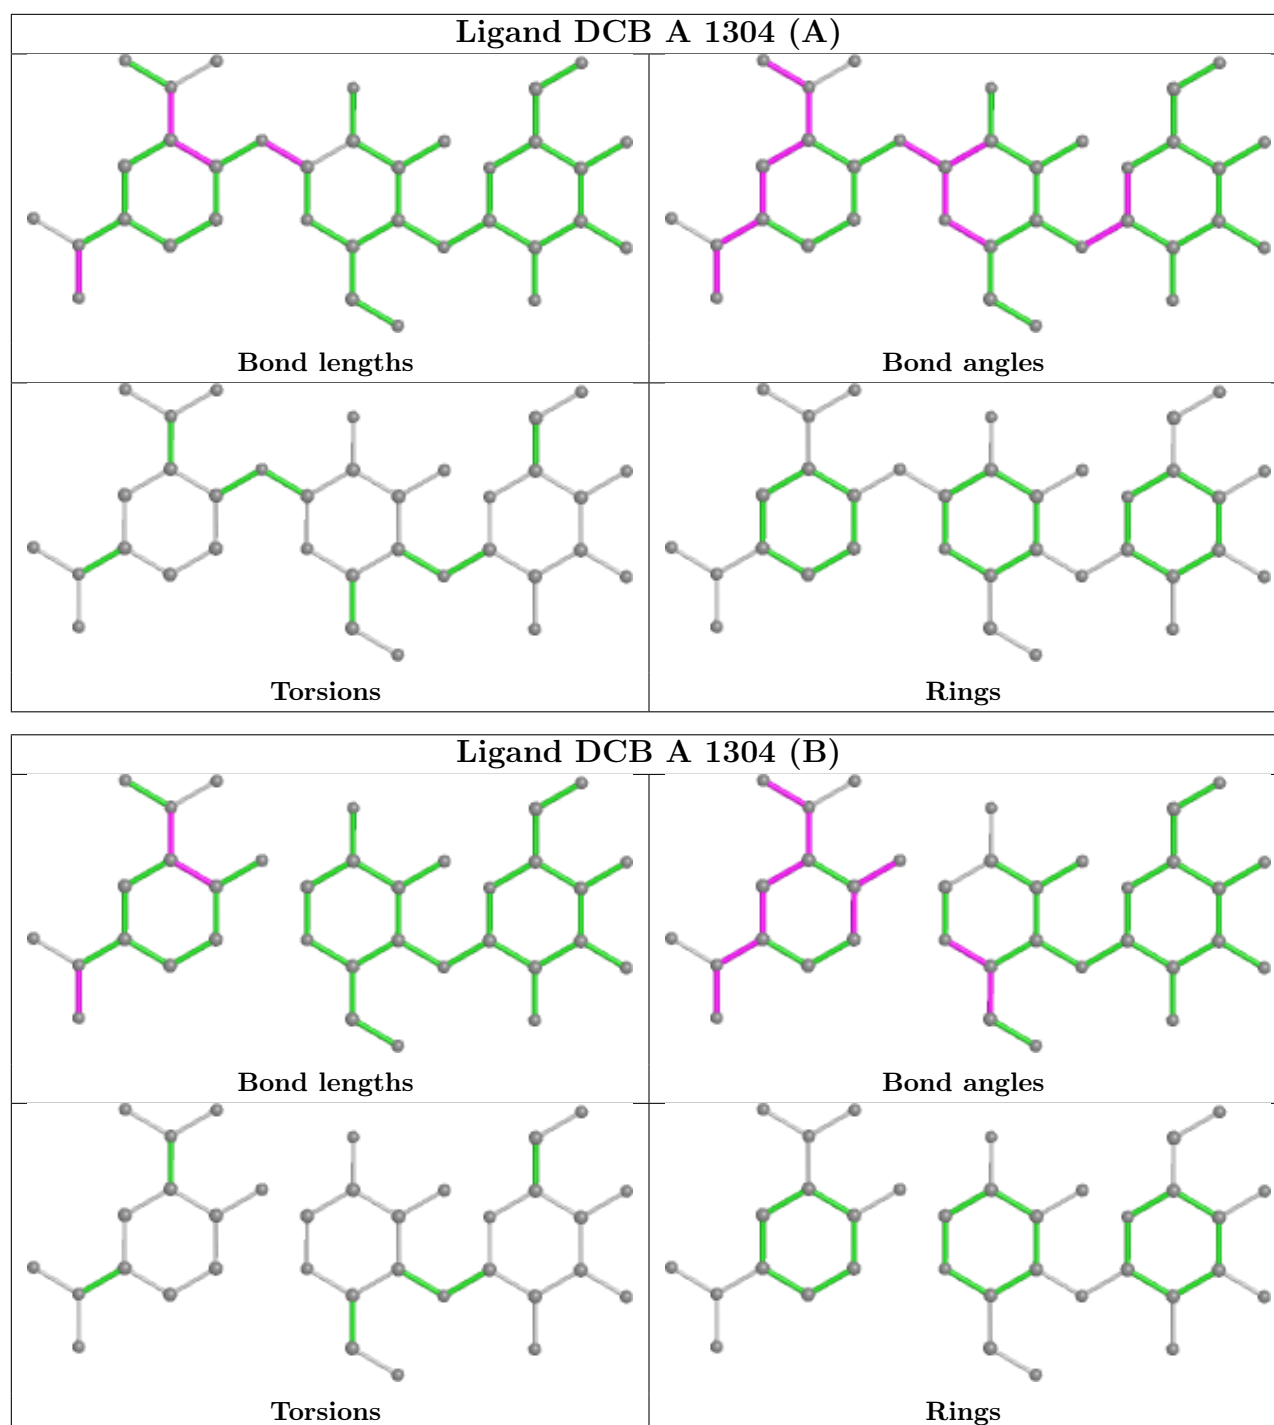 Ligand DCB A 1304 (A)
Bond lengths
Bond angles
Torsions
Rings
Ligand DCB A 1304 (B)
Bond lengths
Bond angles
Torsions
Rings